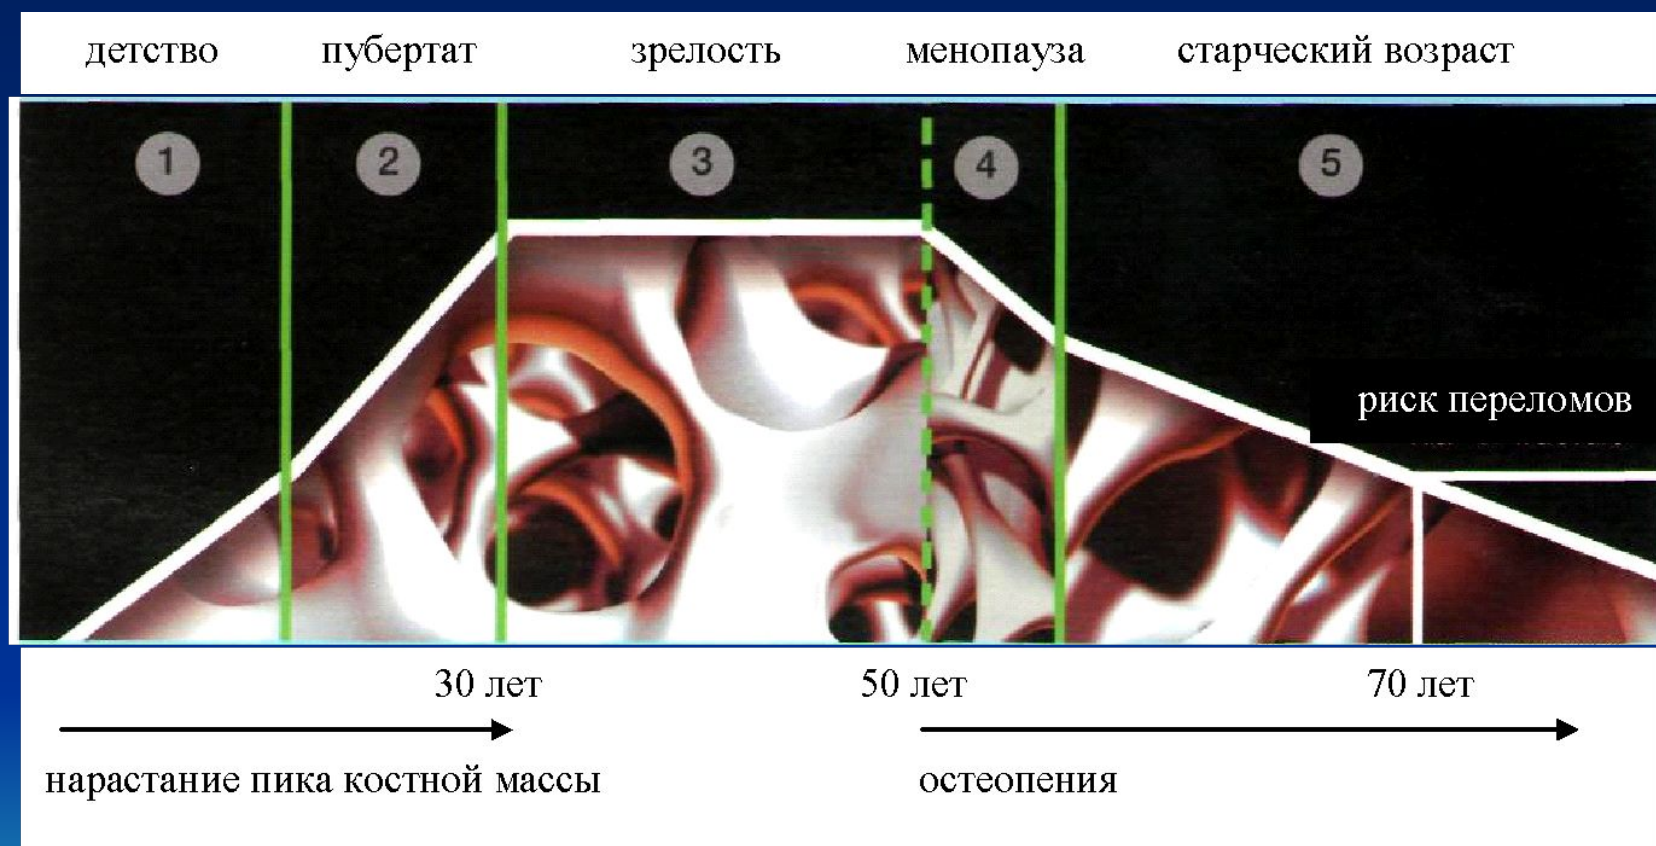 детство пубертат зрелость менопауза старческий возраст
1 2 3 4 5
риск переломов
30 лет 50 лет 70 лет
нарастание пика костной массы остеопения